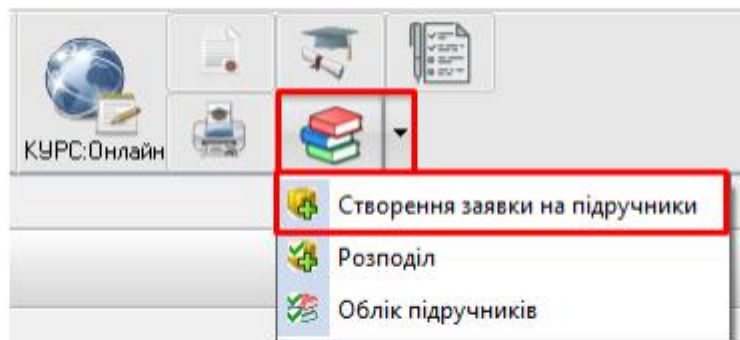 КУРС:Онлайн
Створення заявки на підручники
Розподіл
Облік підручників